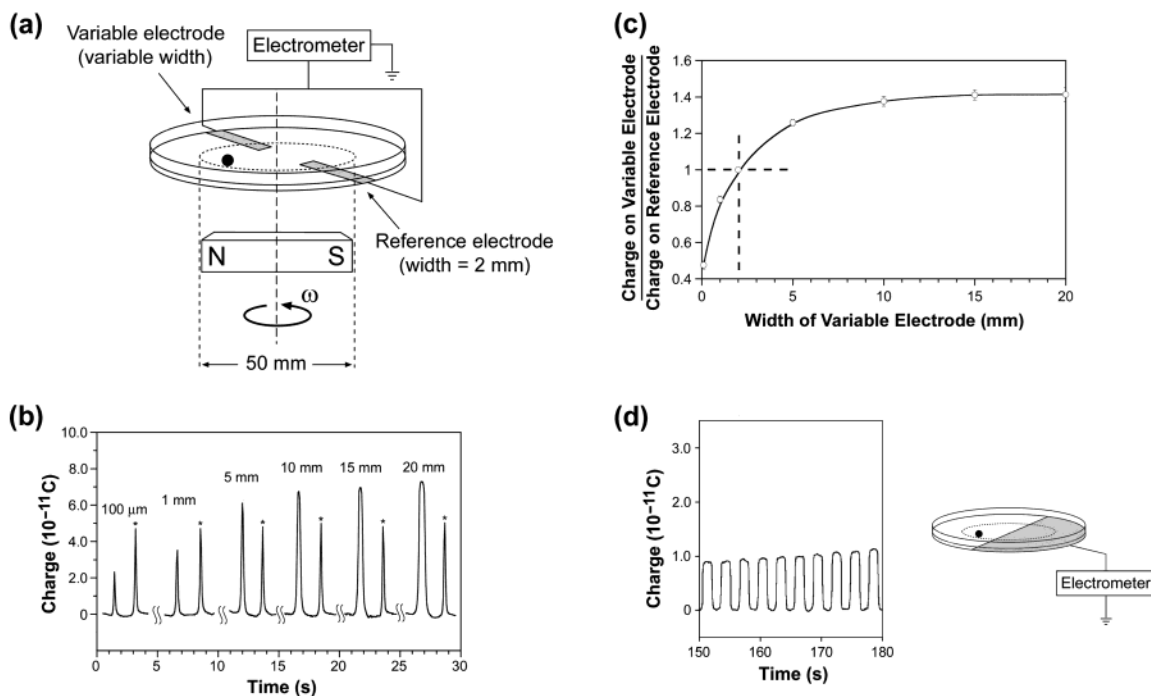 (a)
Variable electrode
(variable width)
Electrometer
N S
Reference electrode
(width = 2 mm)
ω
50 mm
(b)
Charge (10⁻¹¹C)
10.0
8.0
6.0
4.0
2.0
0
100 μm
1 mm
5 mm
10 mm
15 mm
20 mm
* * * * * *
0 5 10 15 20 25 30
Time (s)
(c)
Charge on Variable Electrode
Charge on Reference Electrode
1.6
1.4
1.2
1
0.8
0.6
0.4
0 5 10 15 20
Width of Variable Electrode (mm)
(d)
Charge (10⁻¹¹C)
3.0
2.0
1.0
0
150 160 170 180
Time (s)
Electrometer